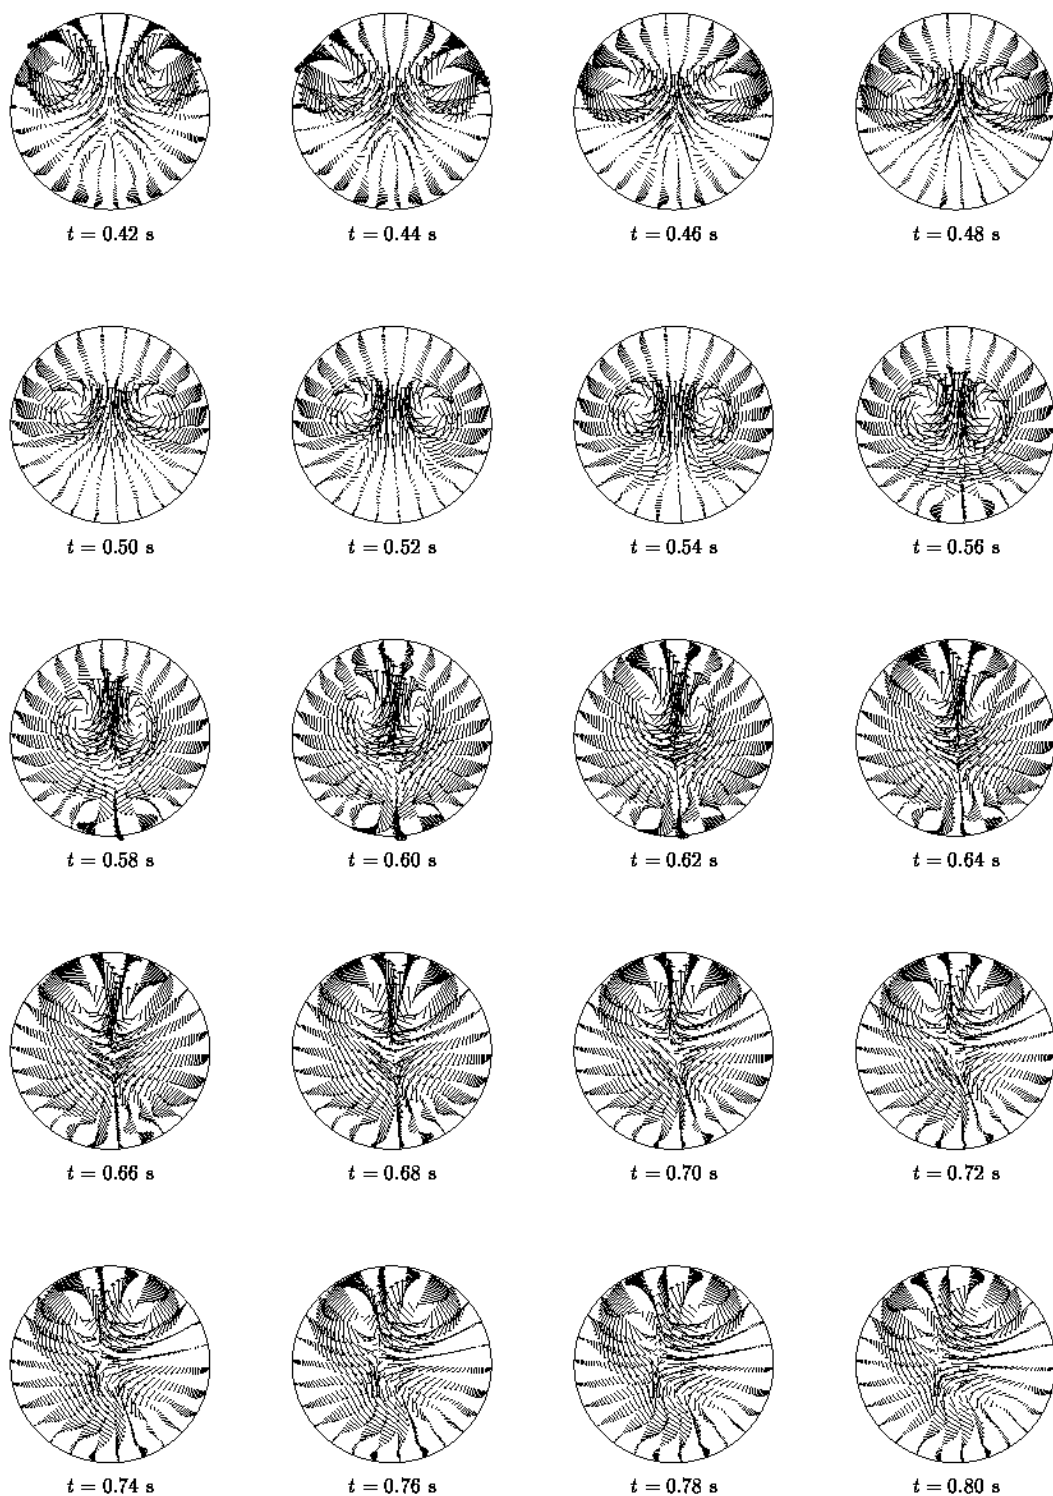 t = 0.42 s t = 0.44 s t = 0.46 s t = 0.48 s
t = 0.50 s t = 0.52 s t = 0.54 s t = 0.56 s
t = 0.58 s t = 0.60 s t = 0.62 s t = 0.64 s
t = 0.66 s t = 0.68 s t = 0.70 s t = 0.72 s
t = 0.74 s t = 0.76 s t = 0.78 s t = 0.80 s